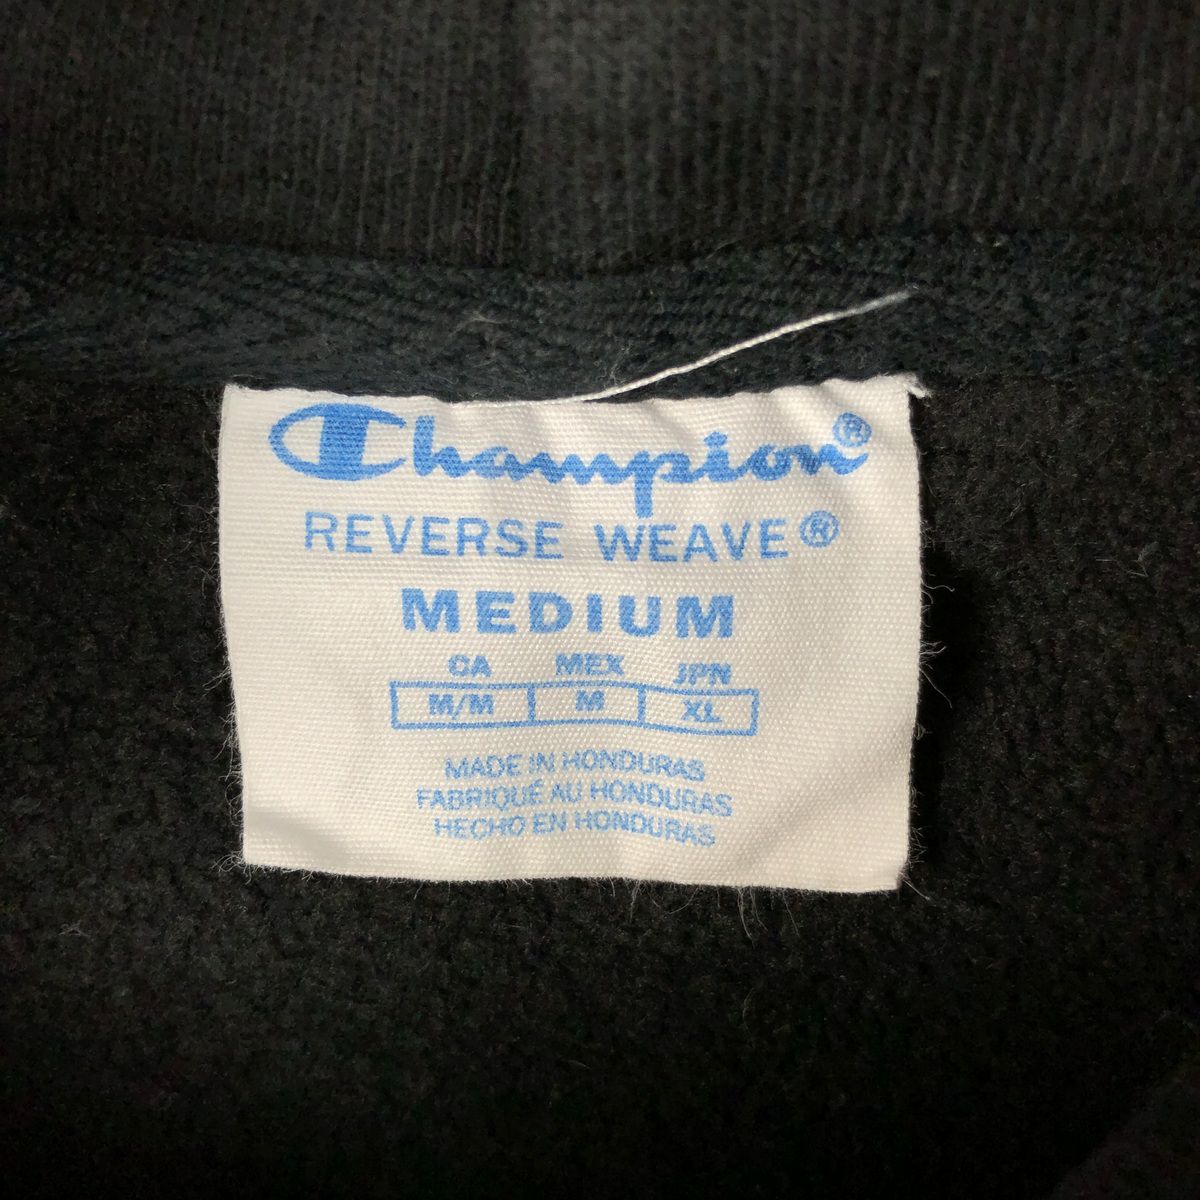 Champion®
REVERSE WEAVE®
MEDIUM
CA MEX JPN
M/M M XL
MADE IN HONDURAS
FABRIQUÉ AU HONDURAS
HECHO EN HONDURAS